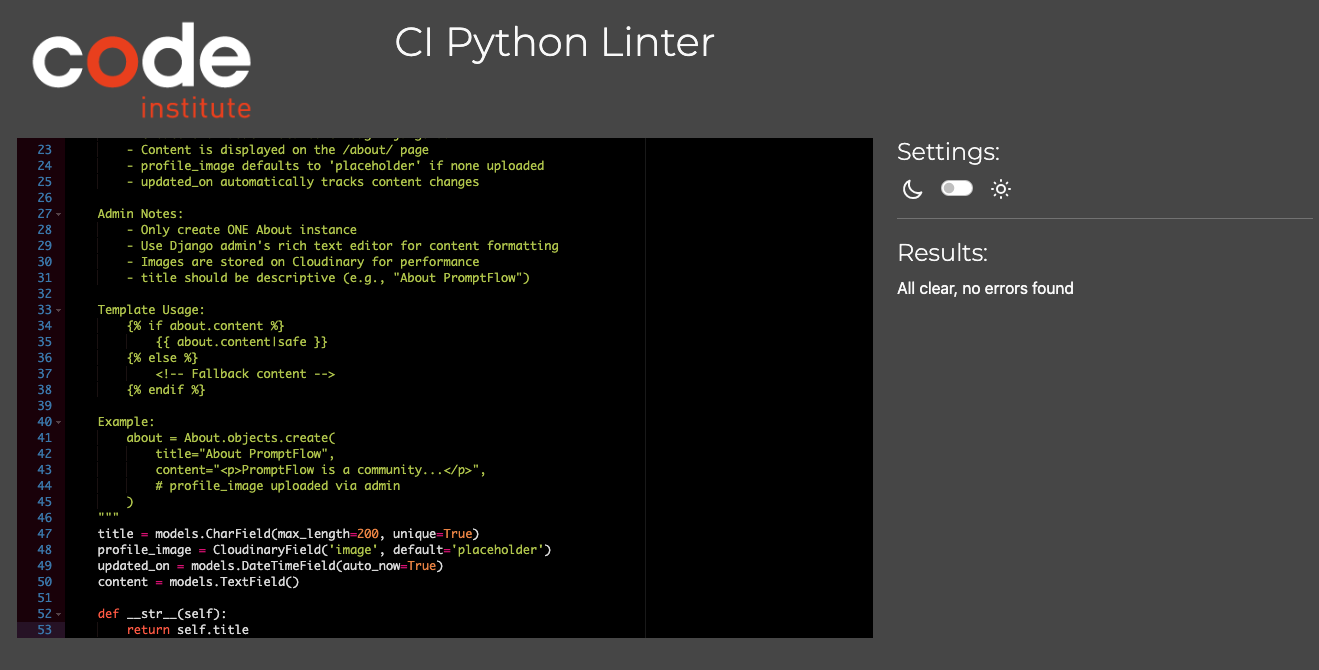 code
institute
CI Python Linter
23 - Content is displayed on the /about/ page
24 - profile_image defaults to 'placeholder' if none uploaded
25 - updated_on automatically tracks content changes
26
27 Admin Notes:
28 - Only create ONE About instance
29 - Use Django admin's rich text editor for content formatting
30 - Images are stored on Cloudinary for performance
31 - title should be descriptive (e.g., "About PromptFlow")
32
33 Template Usage:
34 {% if about.content %}
35 {{ about.content|safe }}
36 {% else %}
37 <!-- Fallback content -->
38 {% endif %}
39
40 Example:
41 about = About.objects.create(
42 title="About PromptFlow",
43 content="<p>PromptFlow is a community...</p>",
44 # profile_image uploaded via admin
45 )
46 """
47 title = models.CharField(max_length=200, unique=True)
48 profile_image = CloudinaryField('image', default='placeholder')
49 updated_on = models.DateTimeField(auto_now=True)
50 content = models.TextField()
51
52 def __str__(self):
53 return self.title
Settings:
Results:
All clear, no errors found